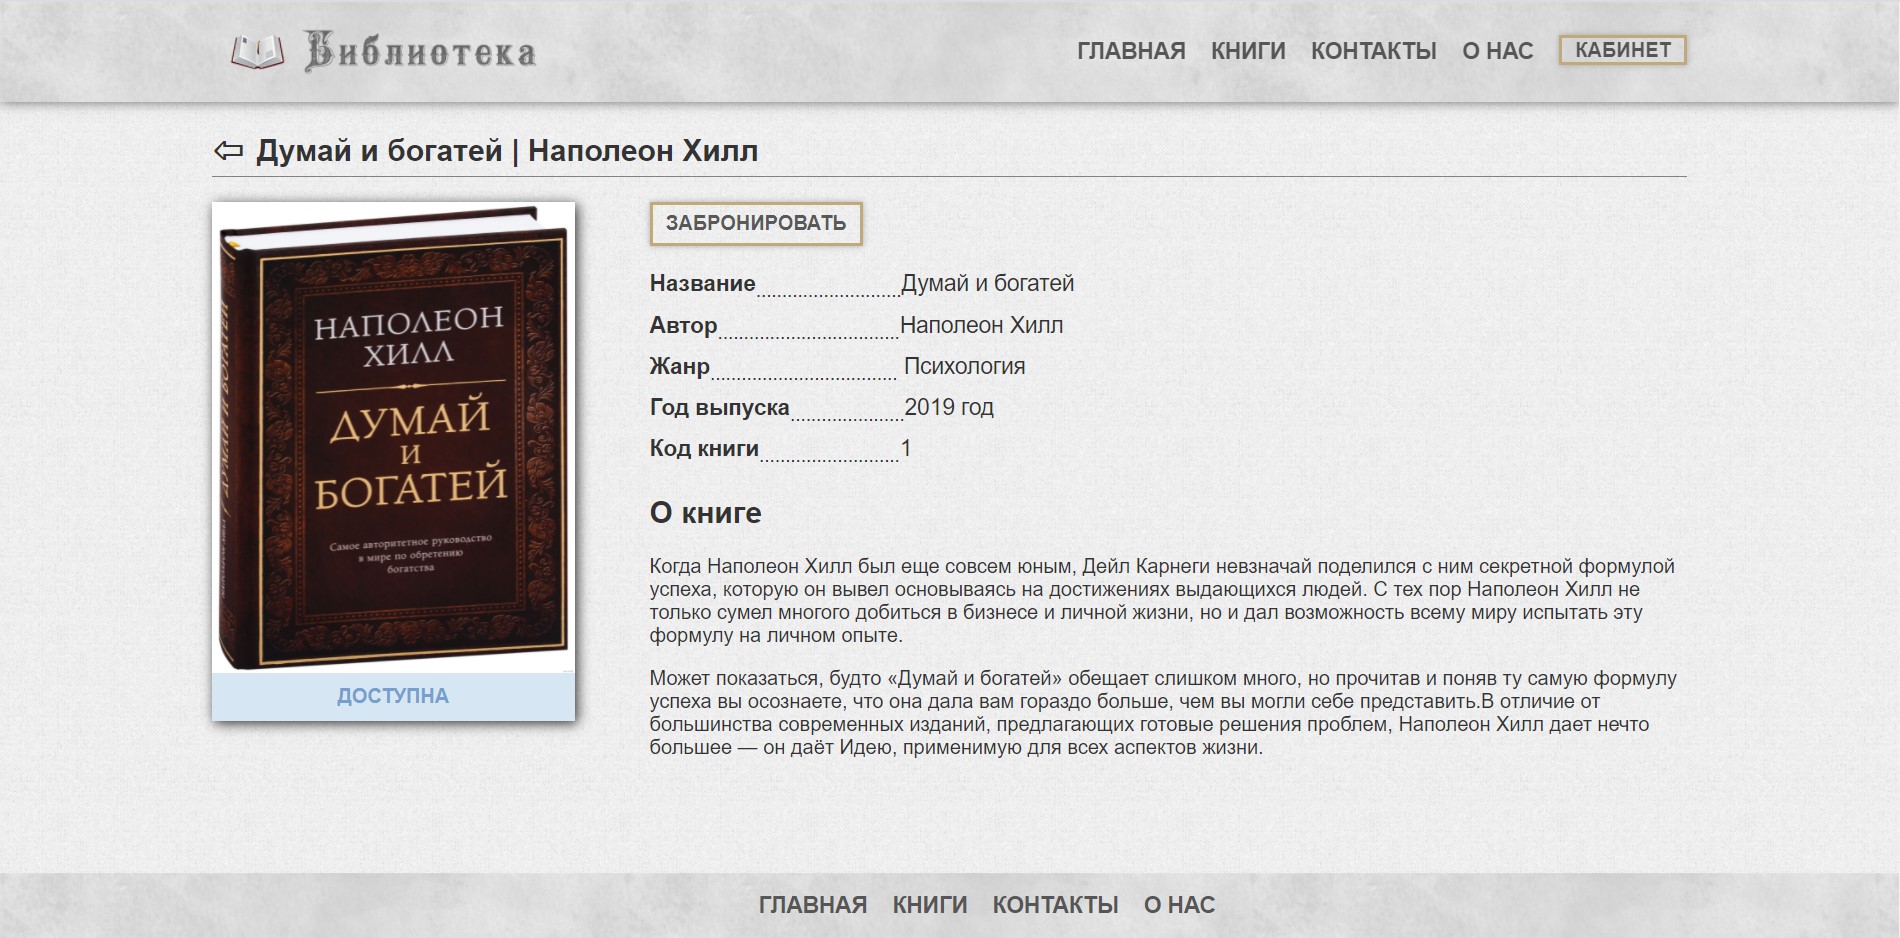 Библиотека
ГЛАВНАЯ КНИГИ КОНТАКТЫ О НАС КАБИНЕТ
⇦ Думай и богатей | Наполеон Хилл
НАПОЛЕОН
ХИЛЛ
ДУМАЙ
И
БОГАТЕЙ
Самое авторитетное руководство
в мире по обретению
богатства
ДУМАЙ И БОГАТЕЙ
ДОСТУПНА
ЗАБРОНИРОВАТЬ
Название............................Думай и богатей
Автор...................................Наполеон Хилл
Жанр.................................... Психология
Год выпуска......................2019 год
Код книги...........................1
О книге
Когда Наполеон Хилл был еще совсем юным, Дейл Карнеги невзначай поделился с ним секретной формулой
успеха, которую он вывел основываясь на достижениях выдающихся людей. С тех пор Наполеон Хилл не
только сумел многого добиться в бизнесе и личной жизни, но и дал возможность всему миру испытать эту
формулу на личном опыте.
Может показаться, будто «Думай и богатей» обещает слишком много, но прочитав и поняв ту самую формулу
успеха вы осознаете, что она дала вам гораздо больше, чем вы могли себе представить.В отличие от
большинства современных изданий, предлагающих готовые решения проблем, Наполеон Хилл дает нечто
большее — он даёт Идею, применимую для всех аспектов жизни.
ГЛАВНАЯ КНИГИ КОНТАКТЫ О НАС